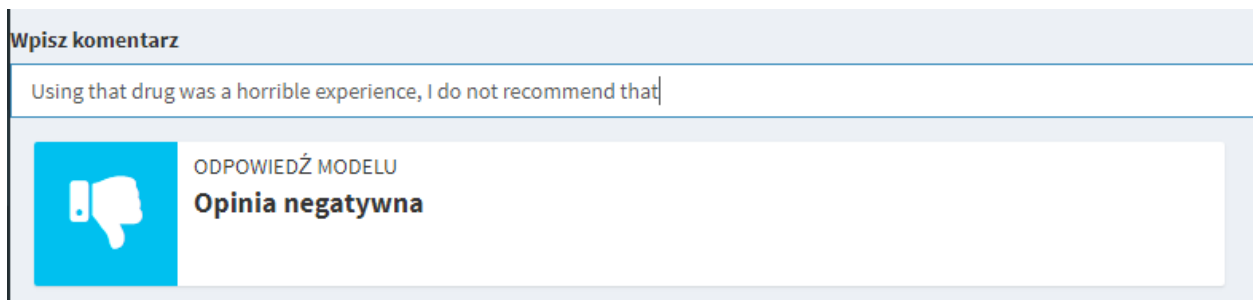 Wpisz komentarz
Using that drug was a horrible experience, I do not recommend that
ODPOWIEDŹ MODELU
Opinia negatywna